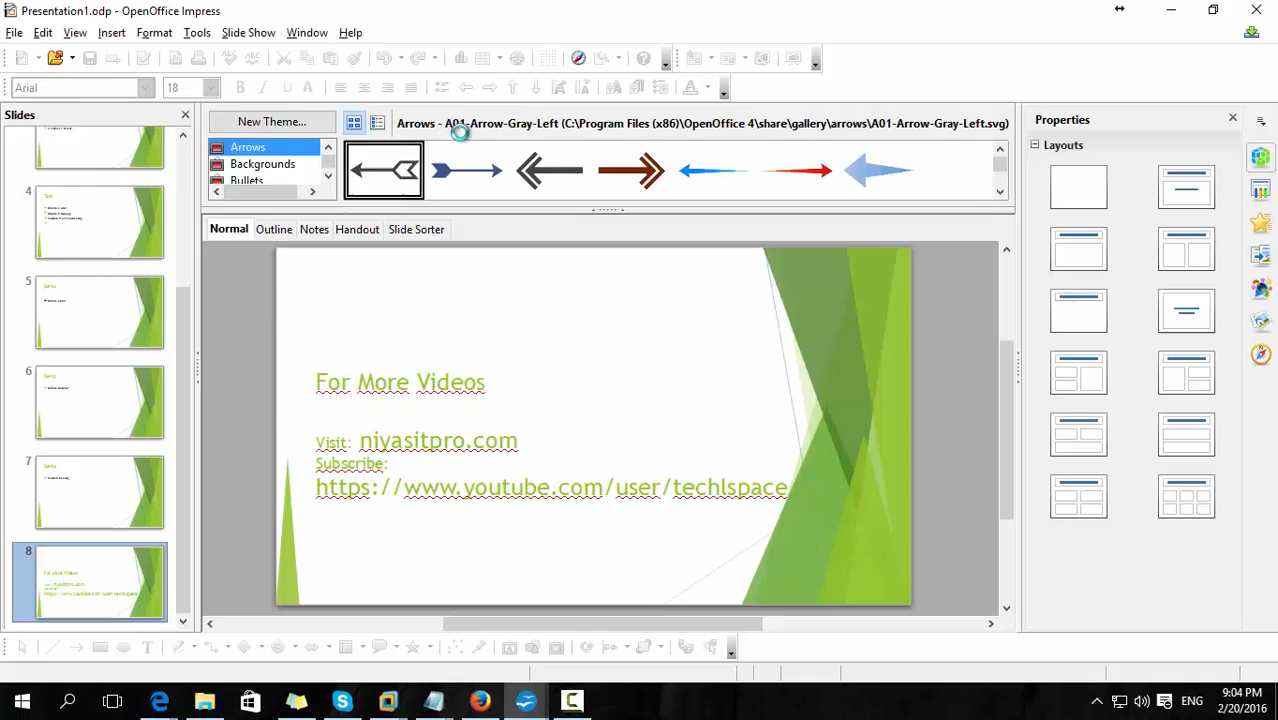 Presentation1.odp - OpenOffice Impress
File Edit View Insert Format Tools Slide Show Window Help
Arial 18
Slides
New Theme...
Arrows - A01-Arrow-Gray-Left (C:\Program Files (x86)\OpenOffice 4\share\gallery\arrows\A01-Arrow-Gray-Left.svg)
Properties
Arrows
Backgrounds
Bullets
Layouts
Normal Outline Notes Handout Slide Sorter
4
5
6
7
8
For More Videos
Visit: niyasitpro.com
Subscribe:
https://www.youtube.com/user/techlspace
ENG
9:04 PM
2/20/2016